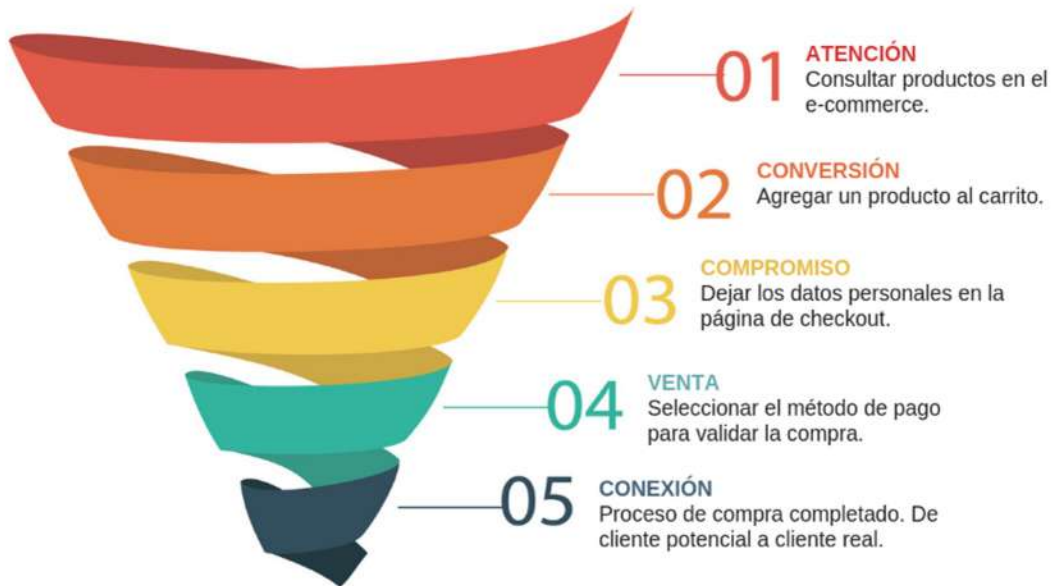 01
ATENCIÓN
Consultar productos en el
e-commerce.
02
CONVERSIÓN
Agregar un producto al carrito.
03
COMPROMISO
Dejar los datos personales en la
página de checkout.
04
VENTA
Seleccionar el método de pago
para validar la compra.
05
CONEXIÓN
Proceso de compra completado. De
cliente potencial a cliente real.